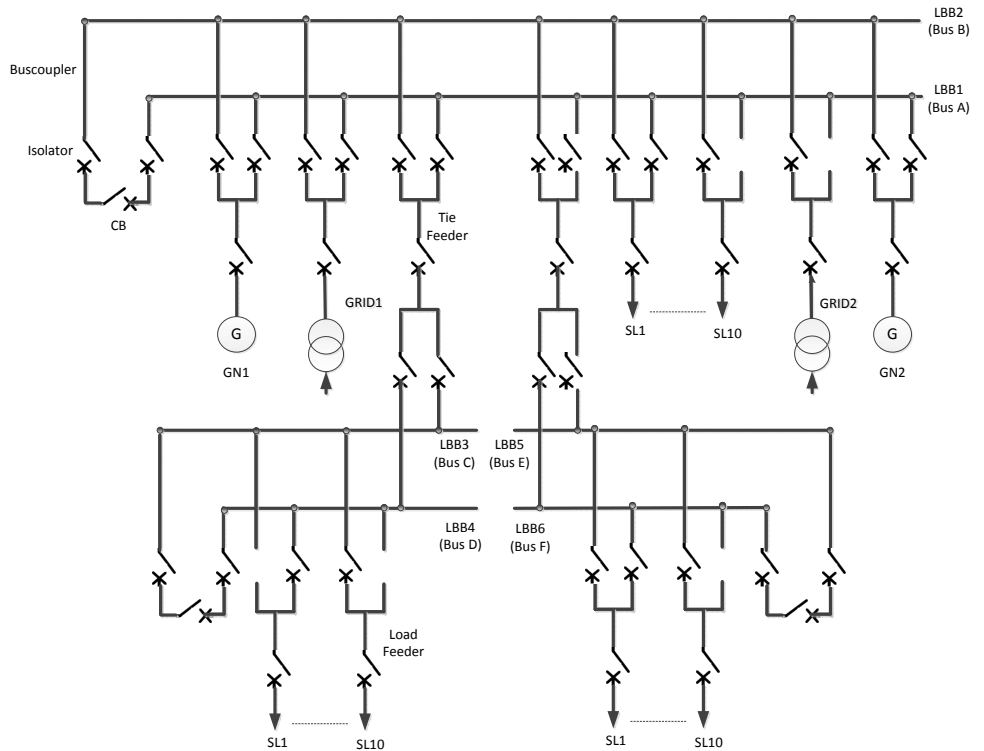 LBB2
(Bus B)
Buscoupler
LBB1
(Bus A)
Isolator
CB
Tie
Feeder
GRID1
GRID2
SL1
SL10
G
G
GN1
GN2
LBB3
(Bus C)
LBB5
(Bus E)
LBB4
(Bus D)
LBB6
(Bus F)
Load
Feeder
SL1
SL10
SL1
SL10